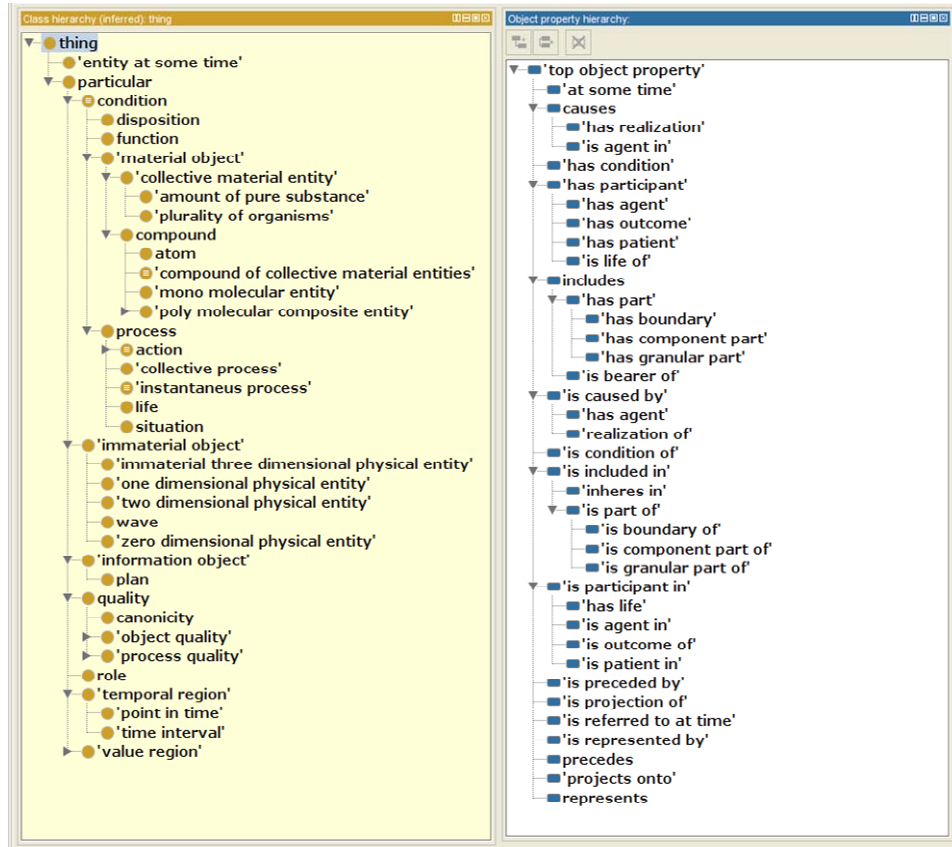 Class hierarchy (inferred): thing
thing
'entity at some time'
particular
condition
disposition
function
'material object'
'collective material entity'
'amount of pure substance'
'plurality of organisms'
compound
atom
'compound of collective material entities'
'mono molecular entity'
'poly molecular composite entity'
process
action
'collective process'
'instantaneus process'
life
situation
'immaterial object'
'immaterial three dimensional physical entity'
'one dimensional physical entity'
'two dimensional physical entity'
wave
'zero dimensional physical entity'
'information object'
plan
quality
canonicity
'object quality'
'process quality'
role
'temporal region'
'point in time'
'time interval'
'value region'
Object property hierarchy:
'top object property'
'at some time'
causes
'has realization'
'is agent in'
'has condition'
'has participant'
'has agent'
'has outcome'
'has patient'
'is life of'
includes
'has part'
'has boundary'
'has component part'
'has granular part'
'is bearer of'
'is caused by'
'has agent'
'realization of'
'is condition of'
'is included in'
'inheres in'
'is part of'
'is boundary of'
'is component part of'
'is granular part of'
'is participant in'
'has life'
'is agent in'
'is outcome of'
'is patient in'
'is preceded by'
'is projection of'
'is referred to at time'
'is represented by'
precedes
'projects onto'
represents